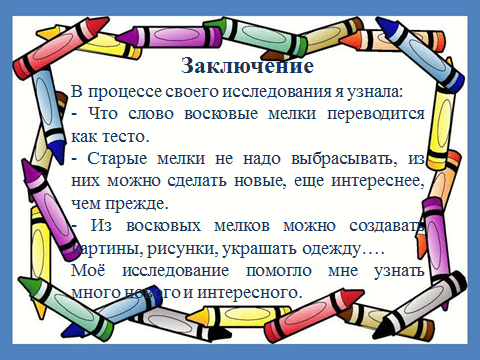 Заключение
В процессе своего исследования я узнала:
- Что слово восковые мелки переводится
как тесто.
- Старые мелки не надо выбрасывать, из
них можно сделать новые, еще интереснее,
чем прежде.
- Из восковых мелков можно создавать
картины, рисунки, украшать одежду….
Моё исследование помогло мне узнать
много нового и интересного.